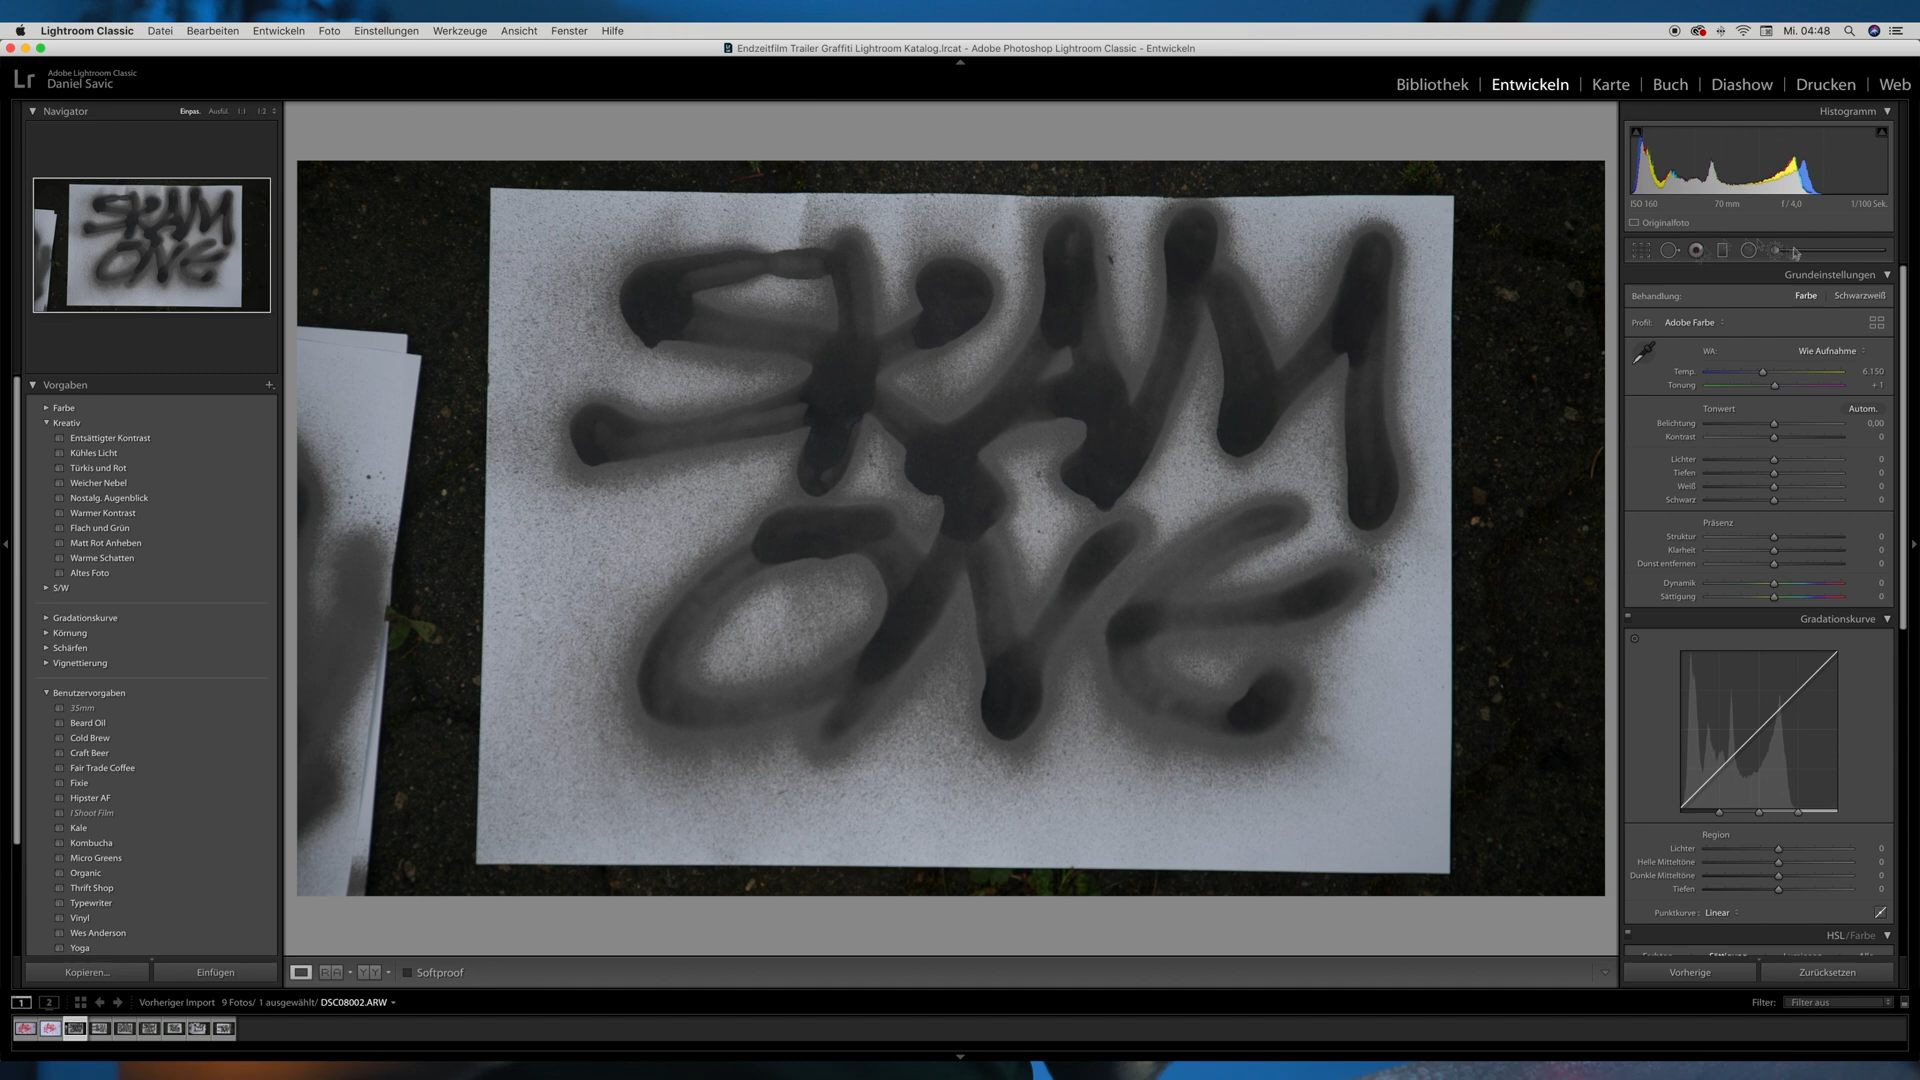 Lightroom Classic Datei Bearbeiten Entwickeln Foto Einstellungen Werkzeuge Ansicht Fenster Hilfe Mi. 04:48
Endzeitfilm Trailer Graffiti Lightroom Katalog.lrcat - Adobe Photoshop Lightroom Classic - Entwickeln
Lr Adobe Lightroom Classic
Daniel Savic
Bibliothek | Entwickeln | Karte | Buch | Diashow | Drucken | Web
Navigator Einpas. Ausfül. 1:1 1:2
SKAM
ONE
Vorgaben
Farbe
Kreativ
Entsättigter Kontrast
Kühles Licht
Türkis und Rot
Weicher Nebel
Nostalg. Augenblick
Warmer Kontrast
Flach und Grün
Matt Rot Anheben
Warme Schatten
Altes Foto
S/W
Gradationskurve
Körnung
Schärfen
Vignettierung
Benutzervorgaben
35mm
Beard Oil
Cold Brew
Craft Beer
Fair Trade Coffee
Fixie
Hipster AF
I Shoot Film
Kale
Kombucha
Micro Greens
Organic
Thrift Shop
Typewriter
Vinyl
Wes Anderson
Yoga
Kopieren... Einfügen
SKAM
ONE
Histogramm
ISO 160 70 mm f / 4,0 1/100 Sek.
Originalfoto
Grundeinstellungen
Behandlung: Farbe Schwarzweiß
Profil: Adobe Farbe
WA: Wie Aufnahme
Temp. 6.150
Tonung + 1
Tonwert Autom.
Belichtung 0,00
Kontrast 0
Lichter 0
Tiefen 0
Weiß 0
Schwarz 0
Präsenz
Struktur 0
Klarheit 0
Dunst entfernen 0
Dynamik 0
Sättigung 0
Gradationskurve
Region
Lichter 0
Helle Mitteltöne 0
Dunkle Mitteltöne 0
Tiefen 0
Punktkurve : Linear
HSL / Farbe
Vorherige Zurücksetzen
Softproof
1 2 Vorheriger Import 9 Fotos/ 1 ausgewählt/ DSC08002.ARW Filter: Filter aus